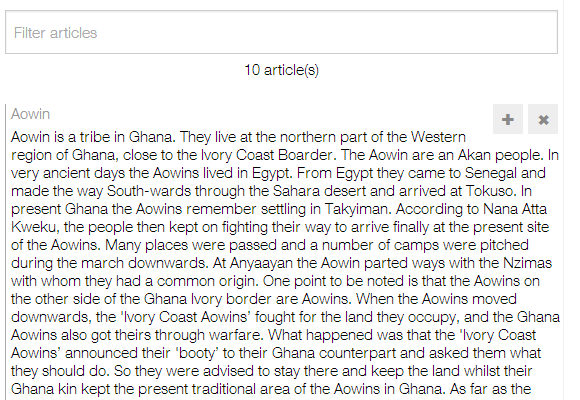 Filter articles
10 article(s)
Aowin
Aowin is a tribe in Ghana. They live at the northern part of the Western
region of Ghana, close to the Ivory Coast Boarder. The Aowin are an Akan people. In
very ancient days the Aowins lived in Egypt. From Egypt they came to Senegal and
made the way South-wards through the Sahara desert and arrived at Tokuso. In
present Ghana the Aowins remember settling in Takyiman. According to Nana Atta
Kweku, the people then kept on fighting their way to arrive finally at the present site
of the Aowins. Many places were passed and a number of camps were pitched
during the march downwards. At Anyaayan the Aowin parted ways with the Nzimas
with whom they had a common origin. One point to be noted is that the Aowins on
the other side of the Ghana Ivory border are Aowins. When the Aowins moved
downwards, the 'Ivory Coast Aowins’ fought for the land they occupy, and the Ghana
Aowins also got theirs through warfare. What happened was that the 'Ivory Coast
Aowins’ announced their 'booty’ to their Ghana counterpart and asked them what
they should do. So they were advised to stay there and keep the land whilst their
Ghana kin kept the present traditional area of the Aowins in Ghana. As far as the